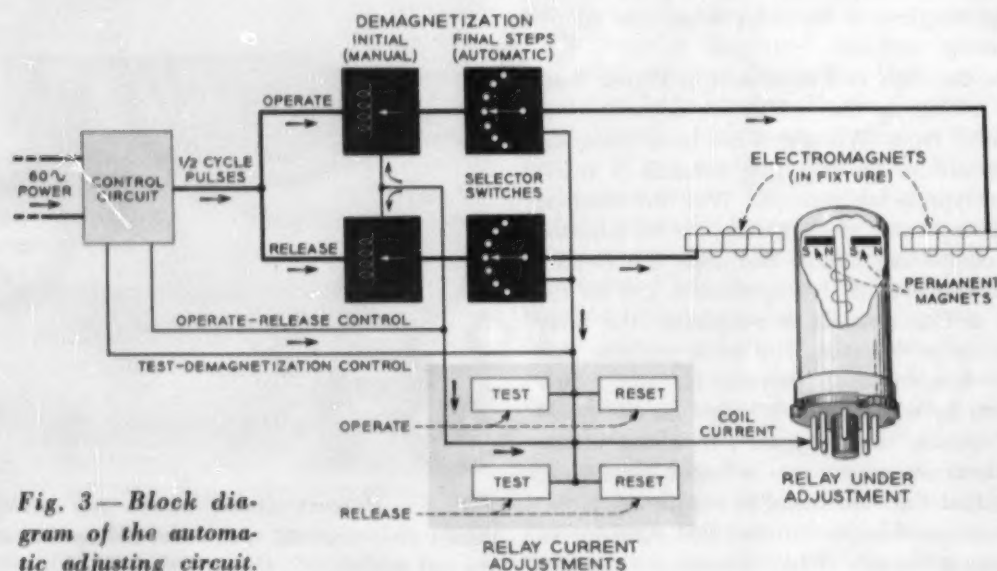 DEMAGNETIZATION
INITIAL
(MANUAL)
FINAL STEPS
(AUTOMATIC)
OPERATE
60~
POWER
CONTROL
CIRCUIT
1/2 CYCLE
PULSES
SELECTOR
SWITCHES
ELECTROMAGNETS
(IN FIXTURE)
RELEASE
S N
S N
PERMANENT
MAGNETS
OPERATE-RELEASE CONTROL
TEST-DEMAGNETIZATION CONTROL
TEST
RESET
OPERATE
COIL
CURRENT
TEST
RESET
RELEASE
RELAY UNDER
ADJUSTMENT
RELAY CURRENT
ADJUSTMENTS
Fig. 3 — Block dia-
gram of the automa-
tic adjusting circuit.